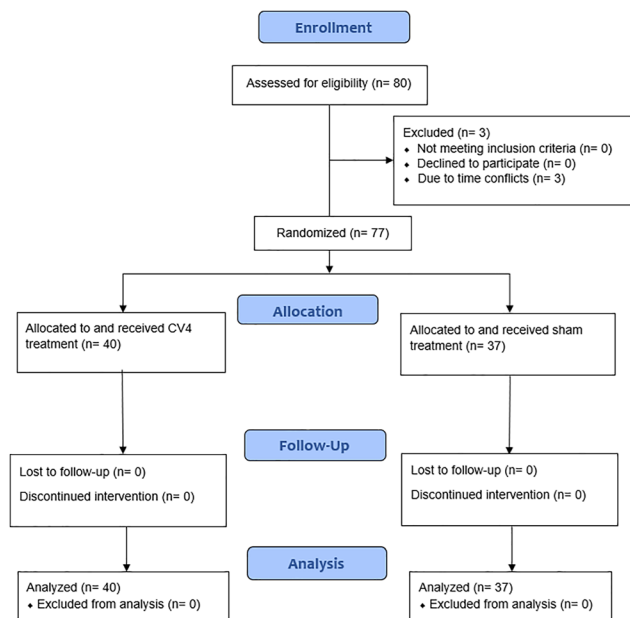 Enrollment
Assessed for eligibility (n= 80)
Excluded (n= 3)
⬥ Not meeting inclusion criteria (n= 0)
⬥ Declined to participate (n= 0)
⬥ Due to time conflicts (n= 3)
Randomized (n= 77)
Allocation
Allocated to and received CV4
treatment (n= 40)
Allocated to and received sham
treatment (n= 37)
Follow-Up
Lost to follow-up (n= 0)
Discontinued intervention (n= 0)
Lost to follow-up (n= 0)
Discontinued intervention (n= 0)
Analysis
Analyzed (n= 40)
⬥ Excluded from analysis (n= 0)
Analyzed (n= 37)
⬥ Excluded from analysis (n= 0)